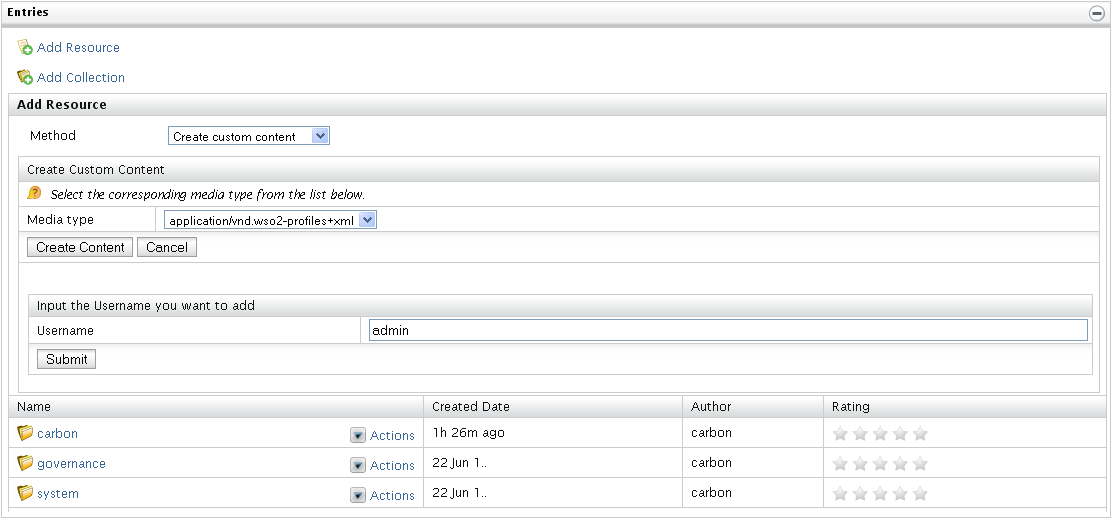 Entries
Add Resource
Add Collection
Add Resource
Method Create custom content
Create Custom Content
Select the corresponding media type from the list below.
Media type application/vnd.wso2-profiles+xml
Create Content Cancel
Input the Username you want to add
Username admin
Submit
Name Created Date Author Rating
carbon Actions 1h 26m ago carbon
governance Actions 22 Jun 1.. carbon
system Actions 22 Jun 1.. carbon